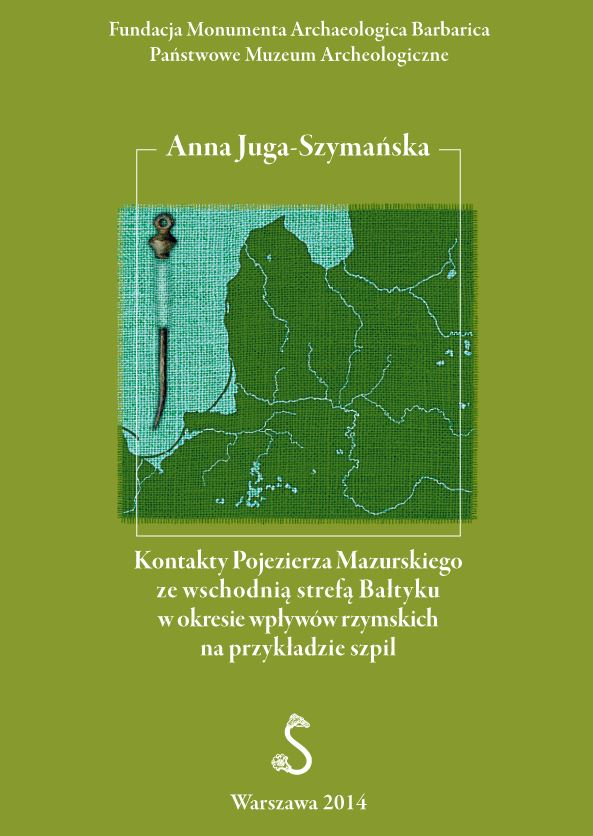 Fundacja Monumenta Archaeologica Barbarica
Państwowe Muzeum Archeologiczne
Anna Juga-Szymańska
Kontakty Pojezierza Mazurskiego
ze wschodnią strefą Bałtyku
w okresie wpływów rzymskich
na przykładzie szpil
Warszawa 2014